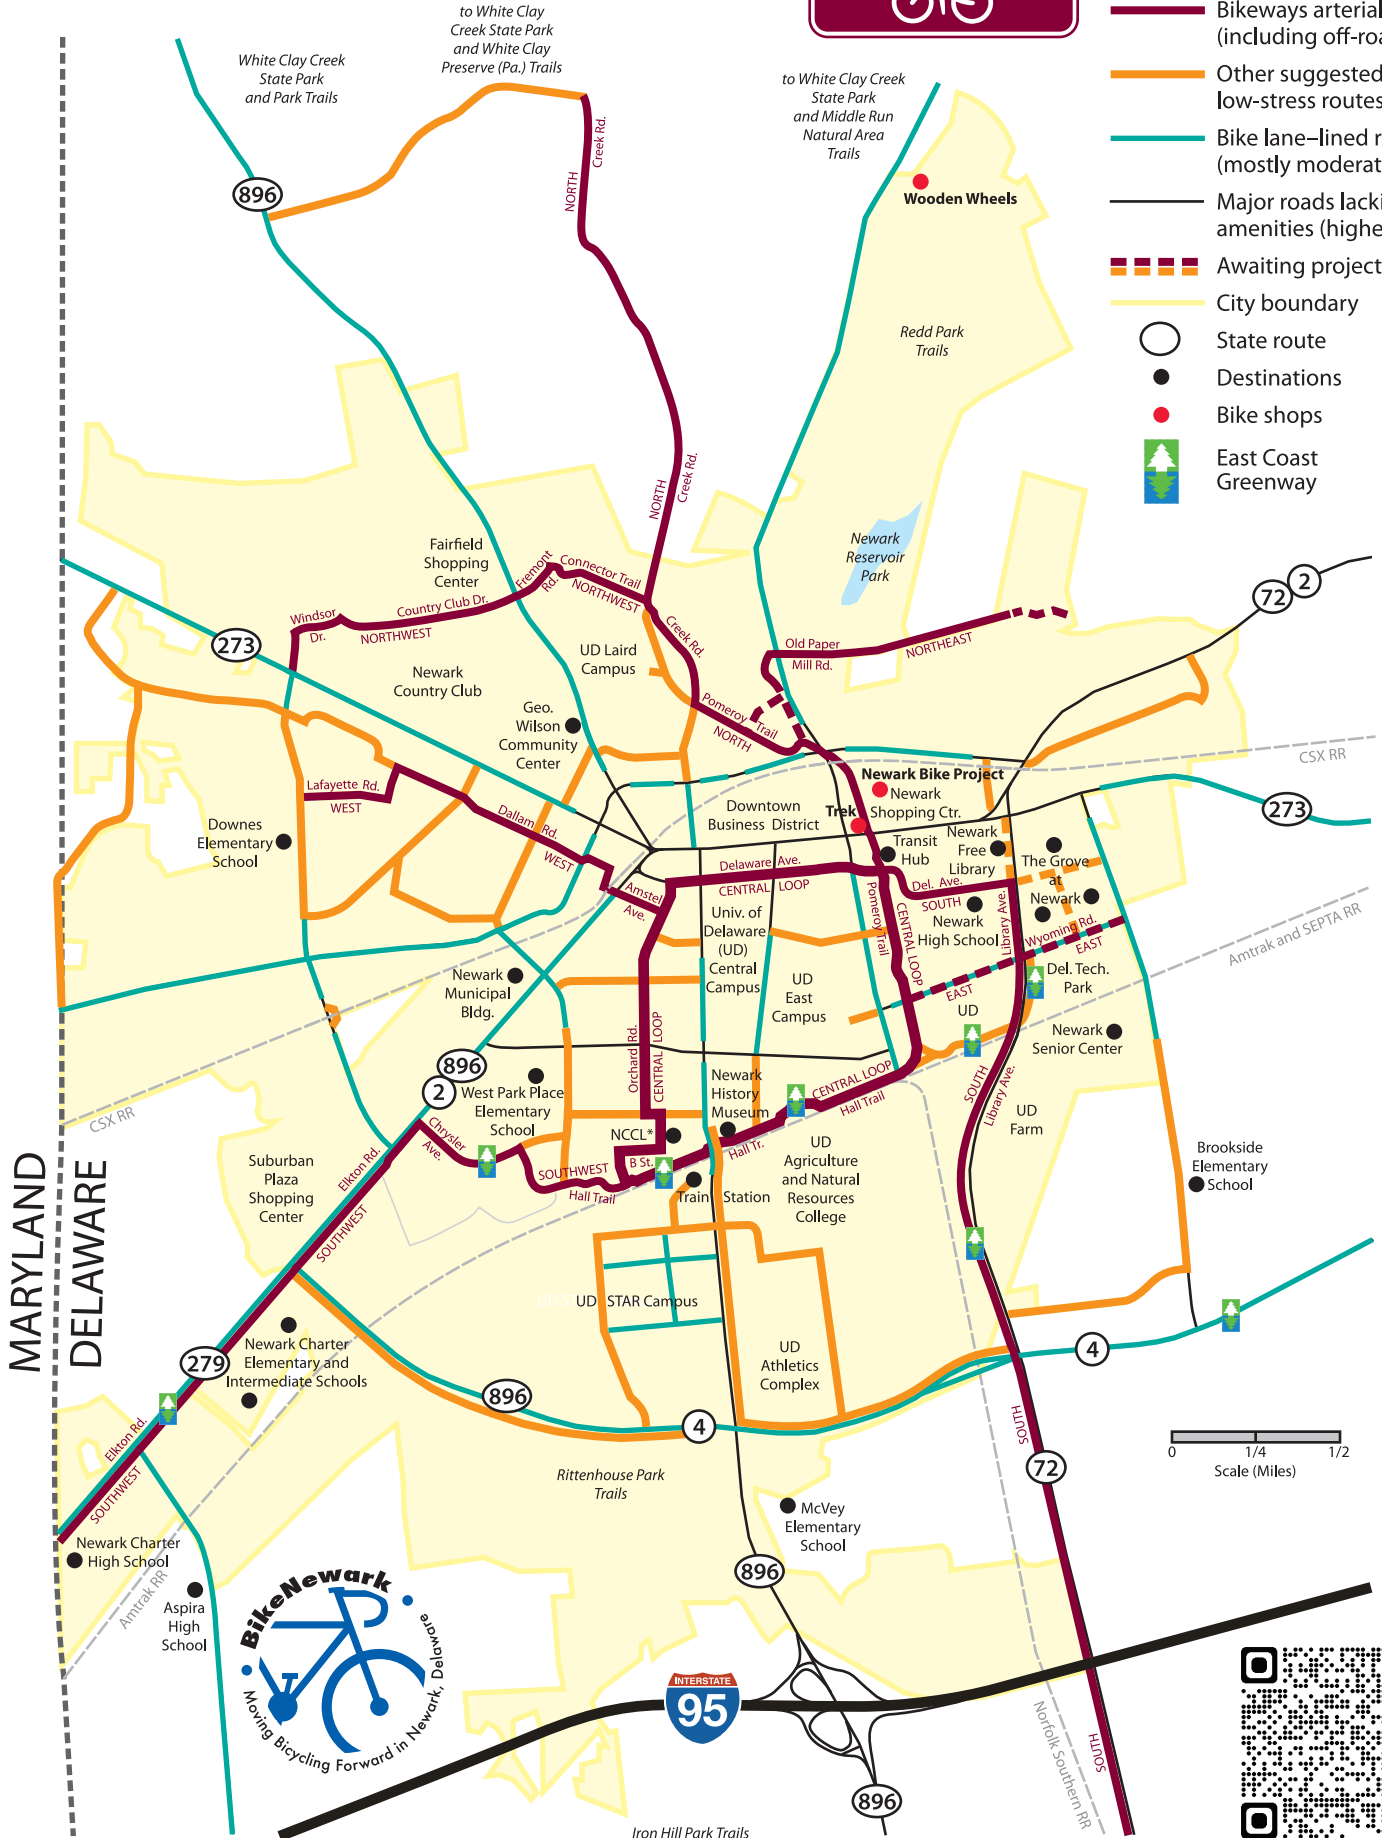 to White Clay
Creek State Park
and White Clay
Preserve (Pa.) Trails
White Clay Creek
State Park
and Park Trails
to White Clay Creek
State Park
and Middle Run
Natural Area
Trails
Bikeways arterial
(including off-roa
Other suggested
low-stress routes
Bike lane–lined r
(mostly moderat
Major roads lacki
amenities (highe
Awaiting project
City boundary
State route
Destinations
Bike shops
East Coast
Greenway
896
NORTH
Creek Rd.
Wooden Wheels
Redd Park
Trails
NORTH
Creek Rd.
Newark
Reservoir
Park
Fairfield
Shopping
Center
Fremont
Rd.
Connector Trail
NORTHWEST
Windsor
Dr.
Country Club Dr.
NORTHWEST
273
72
2
Creek Rd.
Old Paper
Mill Rd.
NORTHEAST
UD Laird
Campus
Newark
Country Club
Geo.
Wilson
Community
Center
Pomeroy
Trail
NORTH
CSX RR
Lafayette Rd.
WEST
Newark Bike Project
Newark
Shopping Ctr.
Trek
Downtown
Business District
273
Downes
Elementary
School
Dallam Rd.
WEST
Transit
Hub
Newark
Free
Library
The Grove
at
Newark
Delaware Ave.
CENTRAL LOOP
Del. Ave.
SOUTH
Amstel
Ave.
Pomeroy Trail
CENTRAL LOOP
Library Ave.
Newark
High School
Wyoming Rd.
EAST
Amtrak and SEPTA RR
Univ. of
Delaware
(UD)
Central
Campus
UD
East
Campus
EAST
UD
Del. Tech.
Park
Newark
Municipal
Bldg.
Newark
Senior Center
Orchard Rd.
CENTRAL LOOP
896
2
West Park Place
Elementary
School
Newark
History
Museum
CENTRAL LOOP
Hall Trail
SOUTH
Library Ave.
UD
Farm
CSX RR
Chrysler
Ave.
NCCL*
B St.
Hall Tr.
SOUTHWEST
Hall Trail
Train Station
UD
Agriculture
and Natural
Resources
College
Brookside
Elementary
School
MARYLAND
DELAWARE
Suburban
Plaza
Shopping
Center
Elkton Rd.
SOUTHWEST
UD STAR Campus
Newark Charter
Elementary and
Intermediate Schools
279
896
4
4
UD
Athletics
Complex
Elkton Rd.
SOUTHWEST
SOUTH
72
0 1/4 1/2
Scale (Miles)
Rittenhouse Park
Trails
McVey
Elementary
School
Newark Charter
High School
Amtrak RR
Aspira
High
School
896
BikeNewark
Moving Bicycling Forward in Newark, Delaware
INTERSTATE
95
Norfolk Southern RR
SOUTH
896
Iron Hill Park Trails